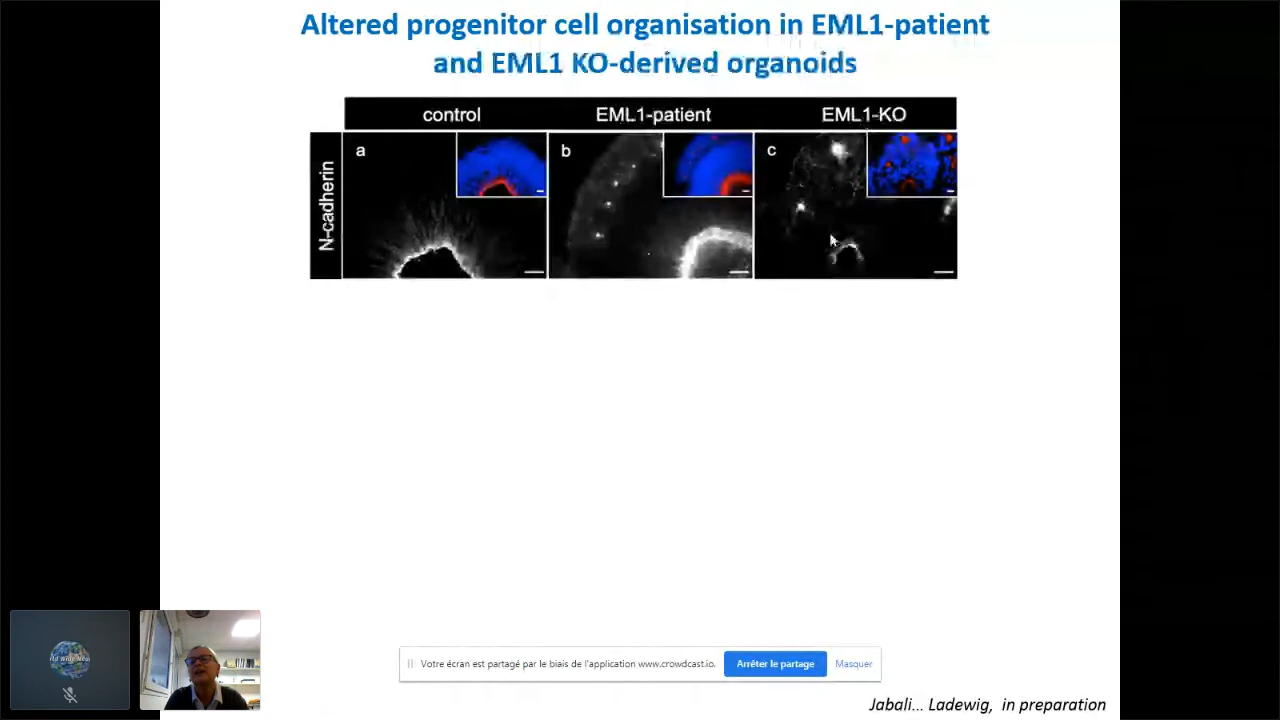 Altered progenitor cell organisation in EML1-patient
and EML1 KO-derived organoids
control EML1-patient EML1-KO
N-cadherin
a b c
Votre écran est partagé par le biais de l'application www.crowdcast.io. Arrêter le partage Masquer
Jabali... Ladewig, in preparation